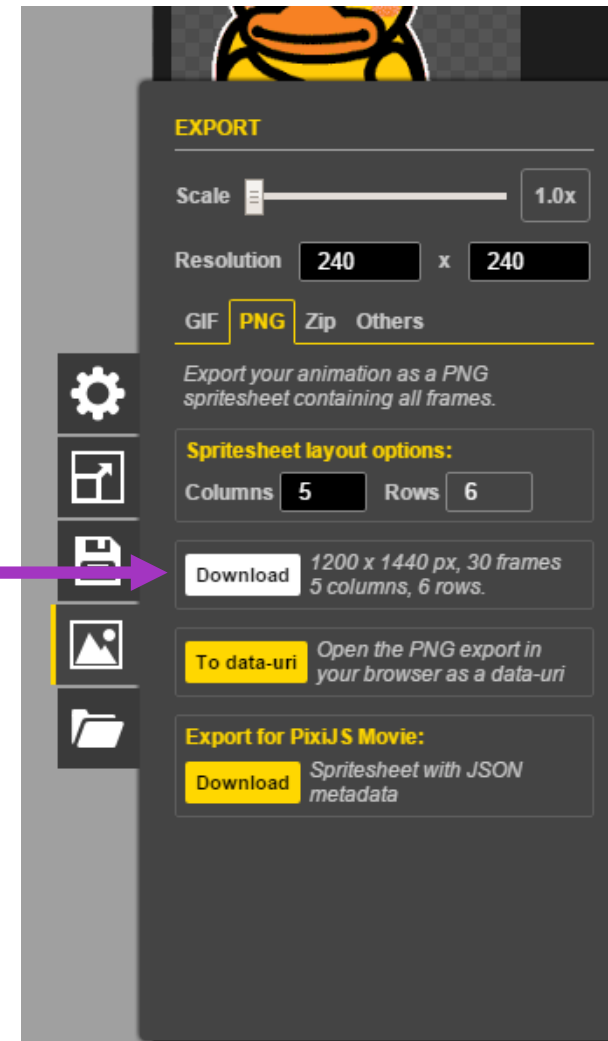 EXPORT
Scale 1.0x
Resolution 240 x 240
GIF PNG Zip Others
Export your animation as a PNG
spritesheet containing all frames.
Spritesheet layout options:
Columns 5 Rows 6
Download 1200 x 1440 px, 30 frames
5 columns, 6 rows.
To data-uri Open the PNG export in
your browser as a data-uri
Export for PixiJS Movie:
Download Spritesheet with JSON
metadata